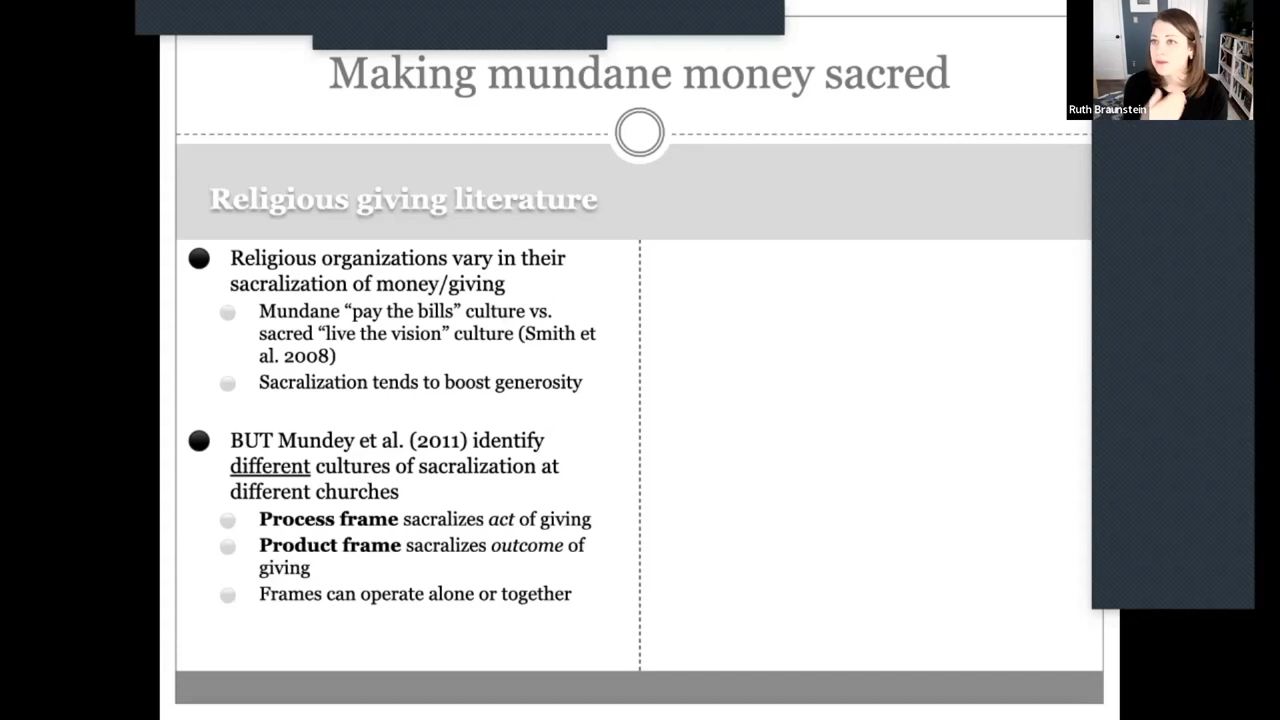 Making mundane money sacred
Ruth Braunstein
Religious giving literature
Religious organizations vary in their
sacralization of money/giving
Mundane “pay the bills” culture vs.
sacred “live the vision” culture (Smith et
al. 2008)
Sacralization tends to boost generosity
BUT Mundey et al. (2011) identify
different cultures of sacralization at
different churches
Process frame sacralizes act of giving
Product frame sacralizes outcome of
giving
Frames can operate alone or together